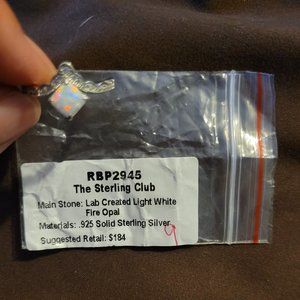 RBP2945
The Sterling Club
Main Stone: Lab Created Light White
Fire Opal
Materials: .925 Solid Sterling Silver
Suggested Retail: $184